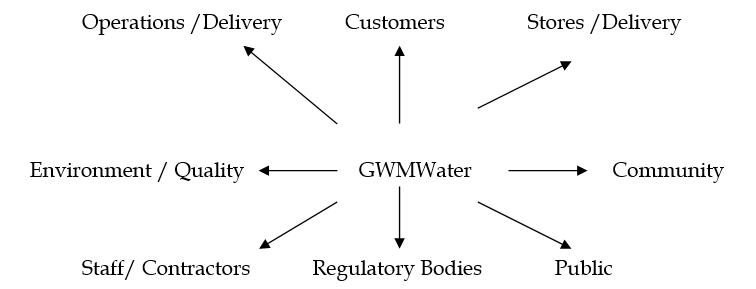 Operations /Delivery Customers Stores /Delivery
Environment / Quality GWMWater Community
Staff/ Contractors Regulatory Bodies Public